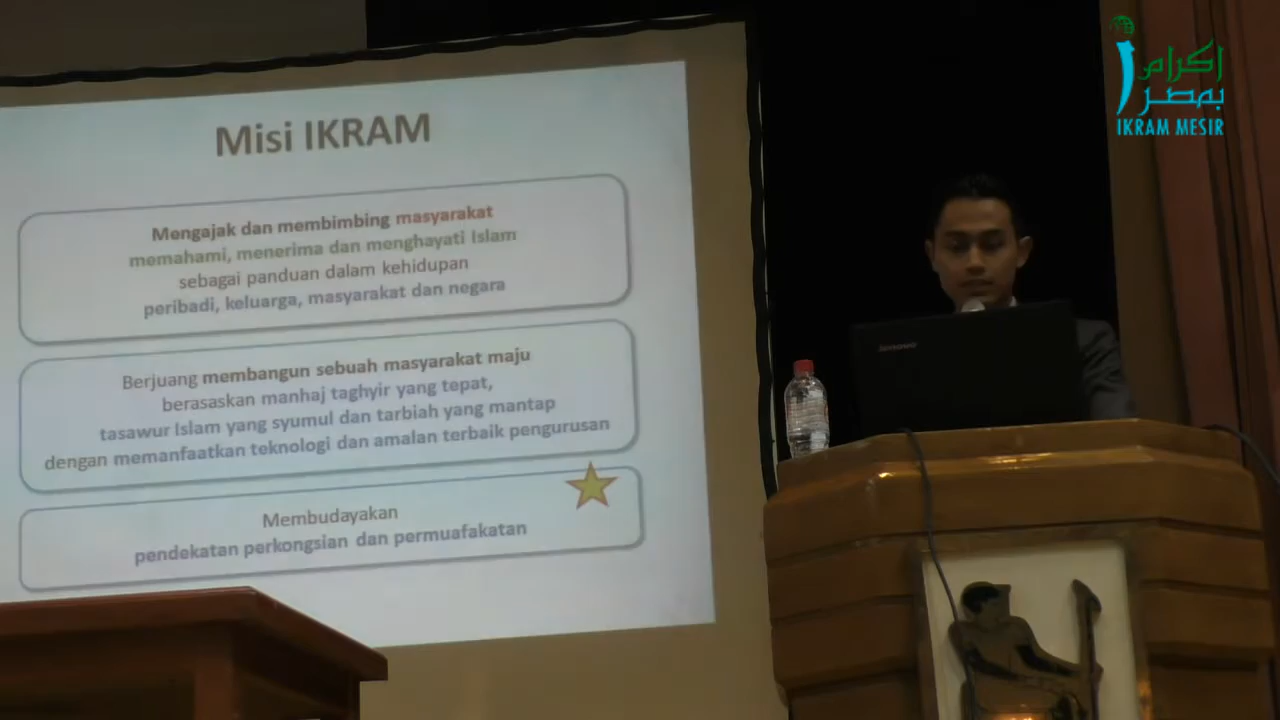 Misi IKRAM
Mengajak dan membimbing masyarakat
memahami, menerima dan menghayati Islam
sebagai panduan dalam kehidupan
peribadi, keluarga, masyarakat dan negara
Berjuang membangun sebuah masyarakat maju
berasaskan manhaj taghyir yang tepat,
tasawur Islam yang syumul dan tarbiah yang mantap
dengan memanfaatkan teknologi dan amalan terbaik pengurusan
Membudayakan
pendekatan perkongsian dan permuafakatan
اكرام
بمصر
IKRAM MESIR
lenovo